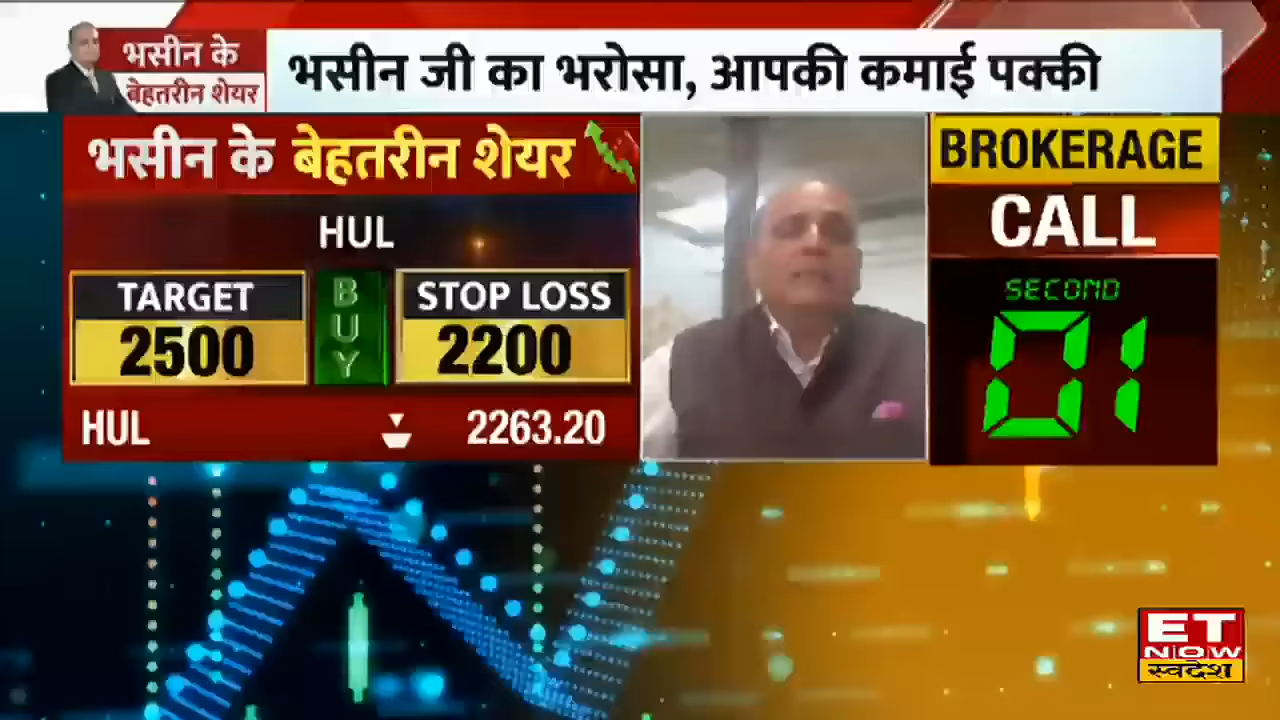 भसीन के
बेहतरीन शेयर
भसीन जी का भरोसा, आपकी कमाई पक्की
भसीन के बेहतरीन शेयर
HUL
TARGET
2500
BUY
STOP LOSS
2200
HUL
2263.20
BROKERAGE
CALL
SECOND
01
ET
NOW
स्वदेश